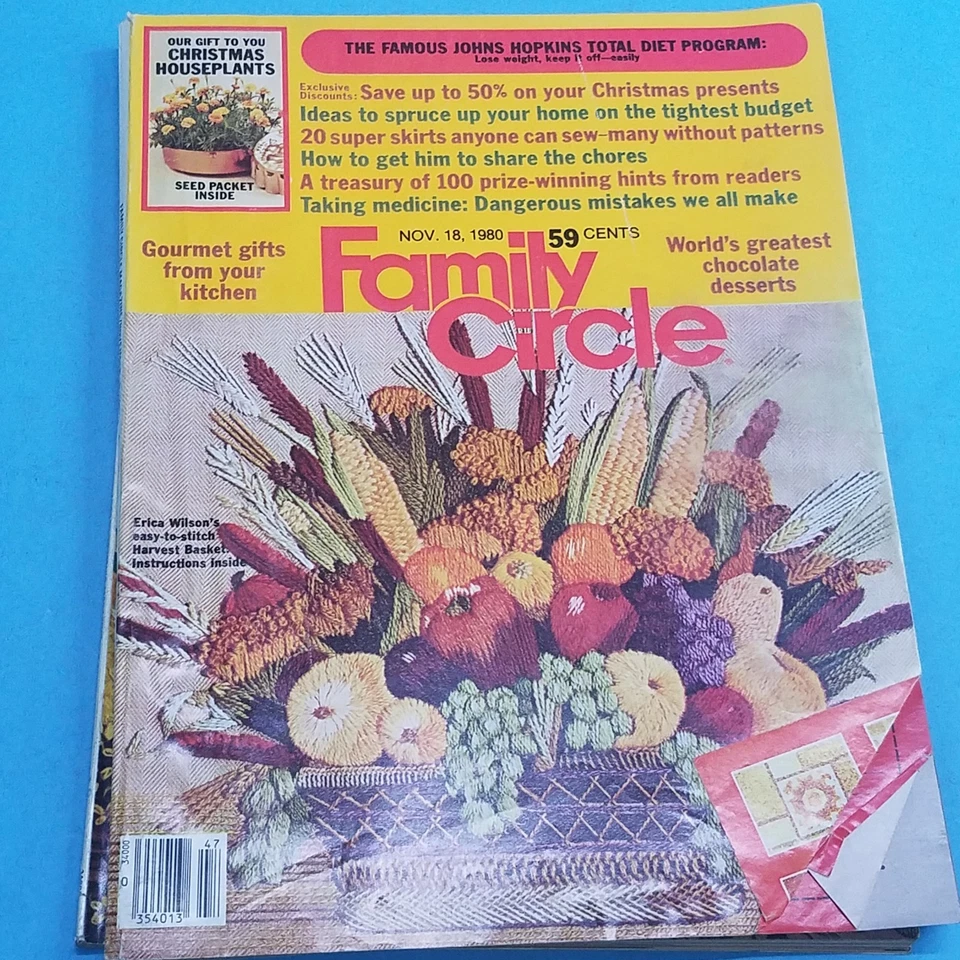 OUR GIFT TO YOU
CHRISTMAS
HOUSEPLANTS
SEED PACKET
INSIDE
THE FAMOUS JOHNS HOPKINS TOTAL DIET PROGRAM:
Lose weight, keep it off—easily
Exclusive
Discounts: Save up to 50% on your Christmas presents
Ideas to spruce up your home on the tightest budget
20 super skirts anyone can sew—many without patterns
How to get him to share the chores
A treasury of 100 prize-winning hints from readers
Taking medicine: Dangerous mistakes we all make
Gourmet gifts
from your
kitchen
NOV. 18, 1980 59 CENTS
Family
Circle
World's greatest
chocolate
desserts
Erica Wilson's
easy-to-stitch
Harvest Basket.
Instructions inside
47
0 34000
354013